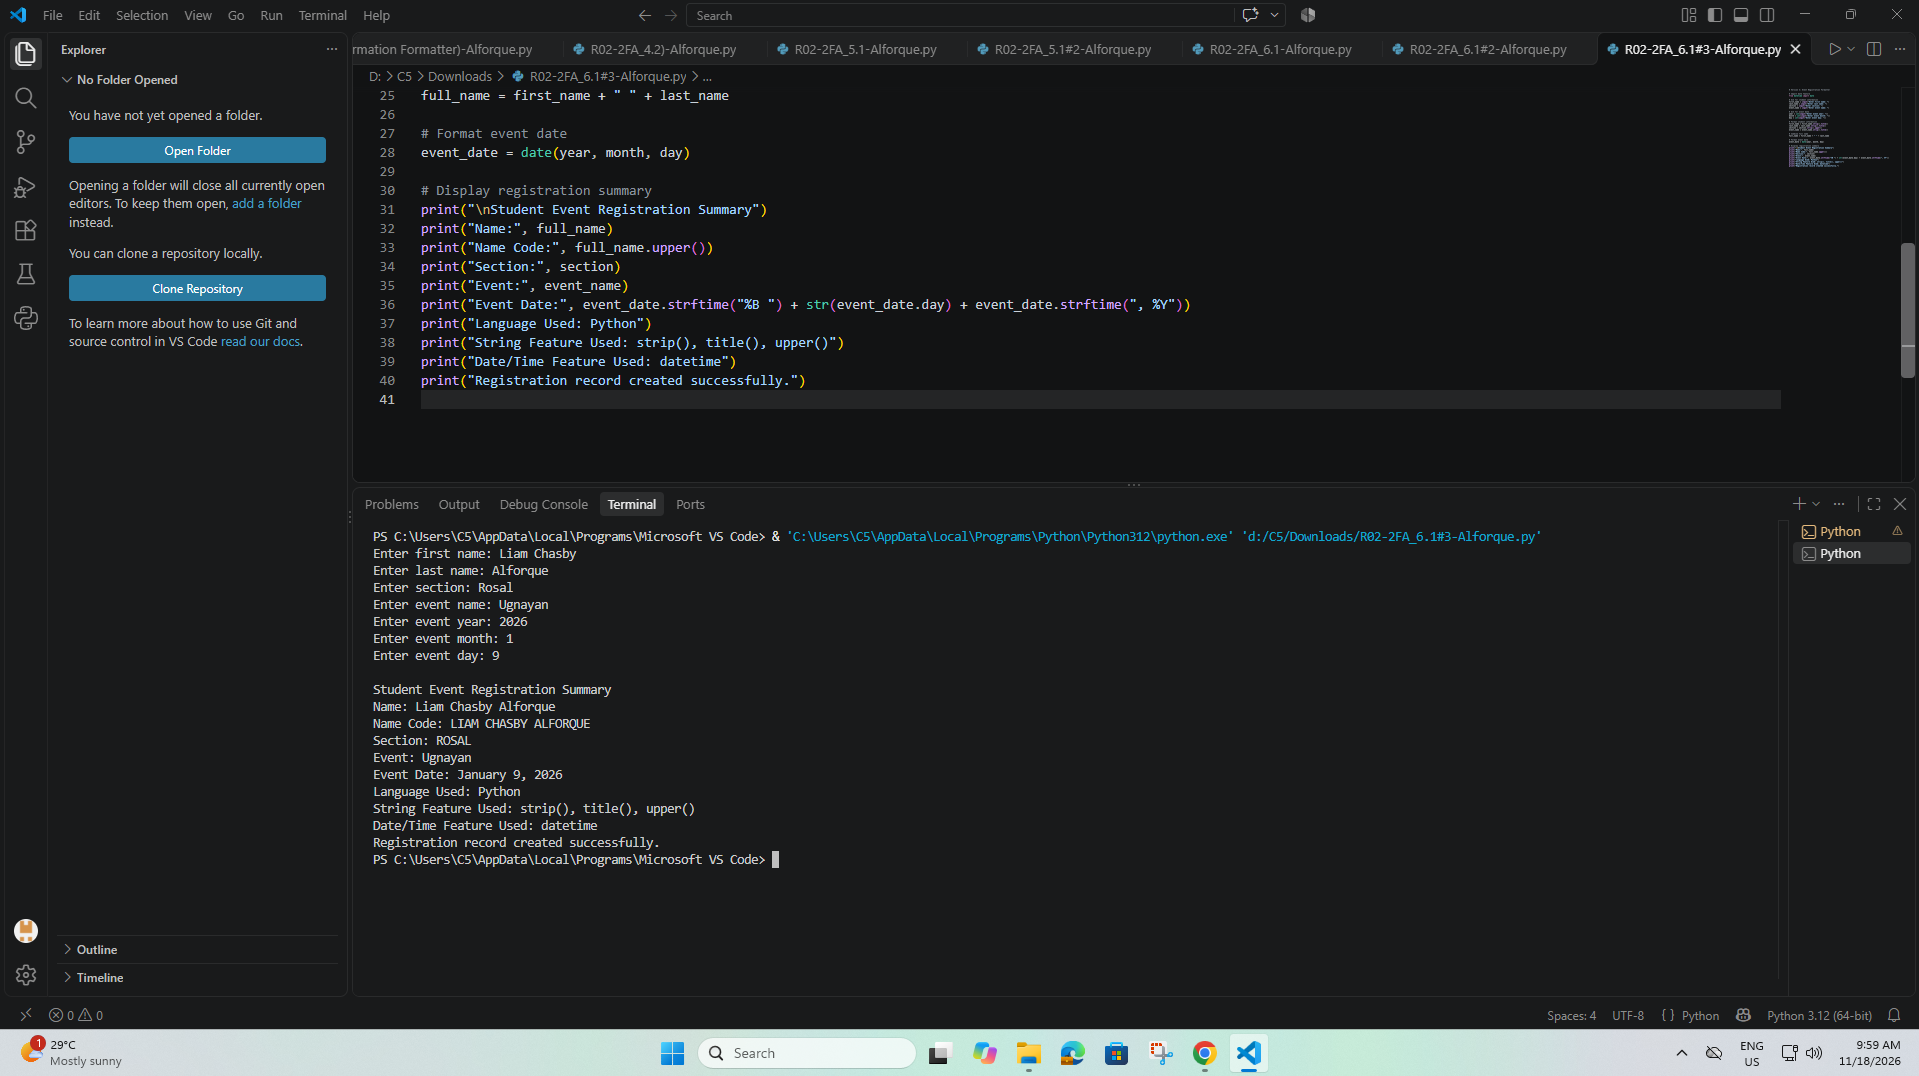 File Edit Selection View Go Run Terminal Help
Search
Explorer
No Folder Opened
You have not yet opened a folder.
Open Folder
Opening a folder will close all currently open
editors. To keep them open, add a folder
instead.
You can clone a repository locally.
Clone Repository
To learn more about how to use Git and
source control in VS Code read our docs.
Outline
Timeline
rmation Formatter)-Alforque.py R02-2FA_4.2)-Alforque.py R02-2FA_5.1-Alforque.py R02-2FA_5.1#2-Alforque.py R02-2FA_6.1-Alforque.py R02-2FA_6.1#2-Alforque.py R02-2FA_6.1#3-Alforque.py
D: > C5 > Downloads > R02-2FA_6.1#3-Alforque.py > ...
25 full_name = first_name + " " + last_name
26
27 # Format event date
28 event_date = date(year, month, day)
29
30 # Display registration summary
31 print("\nStudent Event Registration Summary")
32 print("Name:", full_name)
33 print("Name Code:", full_name.upper())
34 print("Section:", section)
35 print("Event:", event_name)
36 print("Event Date:", event_date.strftime("%B ") + str(event_date.day) + event_date.strftime(", %Y"))
37 print("Language Used: Python")
38 print("String Feature Used: strip(), title(), upper()")
39 print("Date/Time Feature Used: datetime")
40 print("Registration record created successfully.")
41
Problems Output Debug Console Terminal Ports
PS C:\Users\C5\AppData\Local\Programs\Microsoft VS Code> & 'C:\Users\C5\AppData\Local\Programs\Python\Python312\python.exe' 'd:/C5/Downloads/R02-2FA_6.1#3-Alforque.py'
Enter first name: Liam Chasby
Enter last name: Alforque
Enter section: Rosal
Enter event name: Ugnayan
Enter event year: 2026
Enter event month: 1
Enter event day: 9
Student Event Registration Summary
Name: Liam Chasby Alforque
Name Code: LIAM CHASBY ALFORQUE
Section: ROSAL
Event: Ugnayan
Event Date: January 9, 2026
Language Used: Python
String Feature Used: strip(), title(), upper()
Date/Time Feature Used: datetime
Registration record created successfully.
PS C:\Users\C5\AppData\Local\Programs\Microsoft VS Code>
Python
Python
0 0
Spaces: 4 UTF-8 { } Python Python 3.12 (64-bit)
1
29°C
Mostly sunny
Search
ENG
US
9:59 AM
11/18/2026